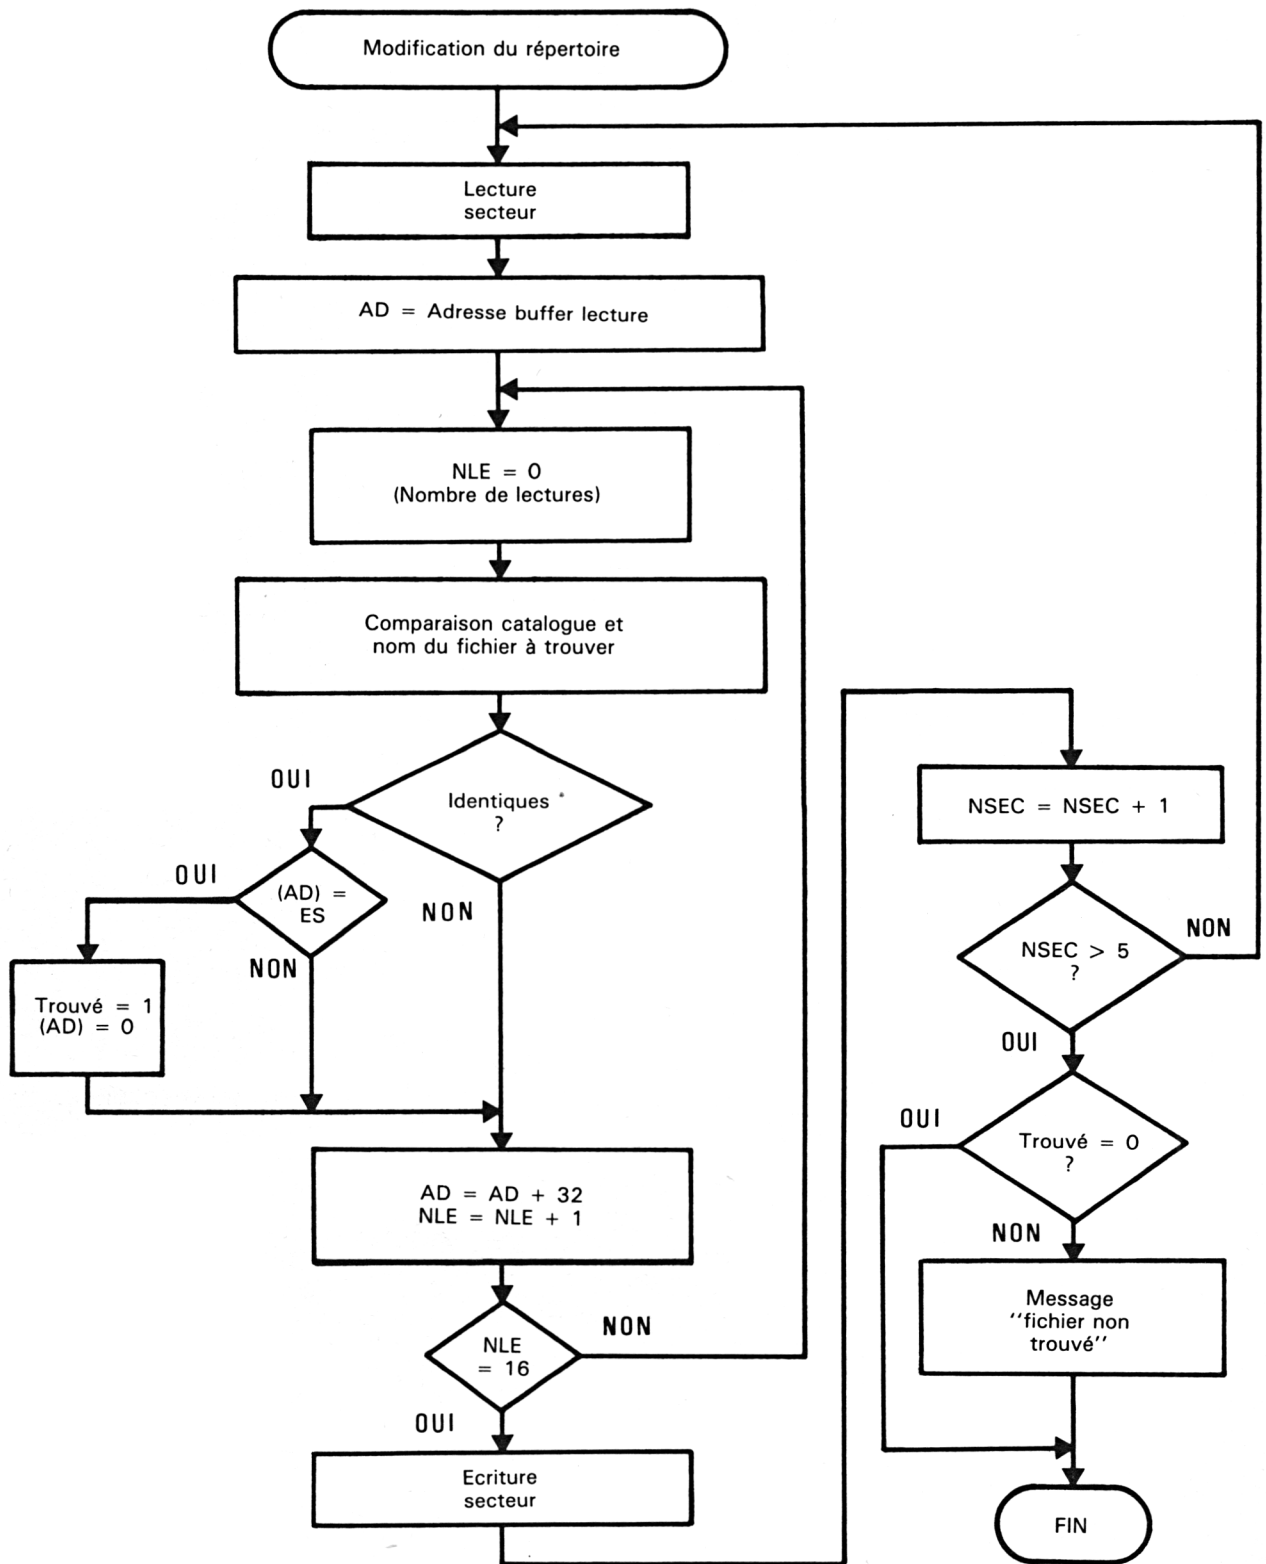 Modification du répertoire
Lecture
secteur
AD = Adresse buffer lecture
NLE = 0
(Nombre de lectures)
Comparaison catalogue et
nom du fichier à trouver
OUI
Identiques
?
OUI
(AD) =
ES
NON
NON
Trouvé = 1
(AD) = 0
AD = AD + 32
NLE = NLE + 1
NLE
= 16
NON
OUI
Ecriture
secteur
NSEC = NSEC + 1
NSEC > 5
?
NON
OUI
OUI
Trouvé = 0
?
NON
Message
''fichier non
trouvé''
FIN